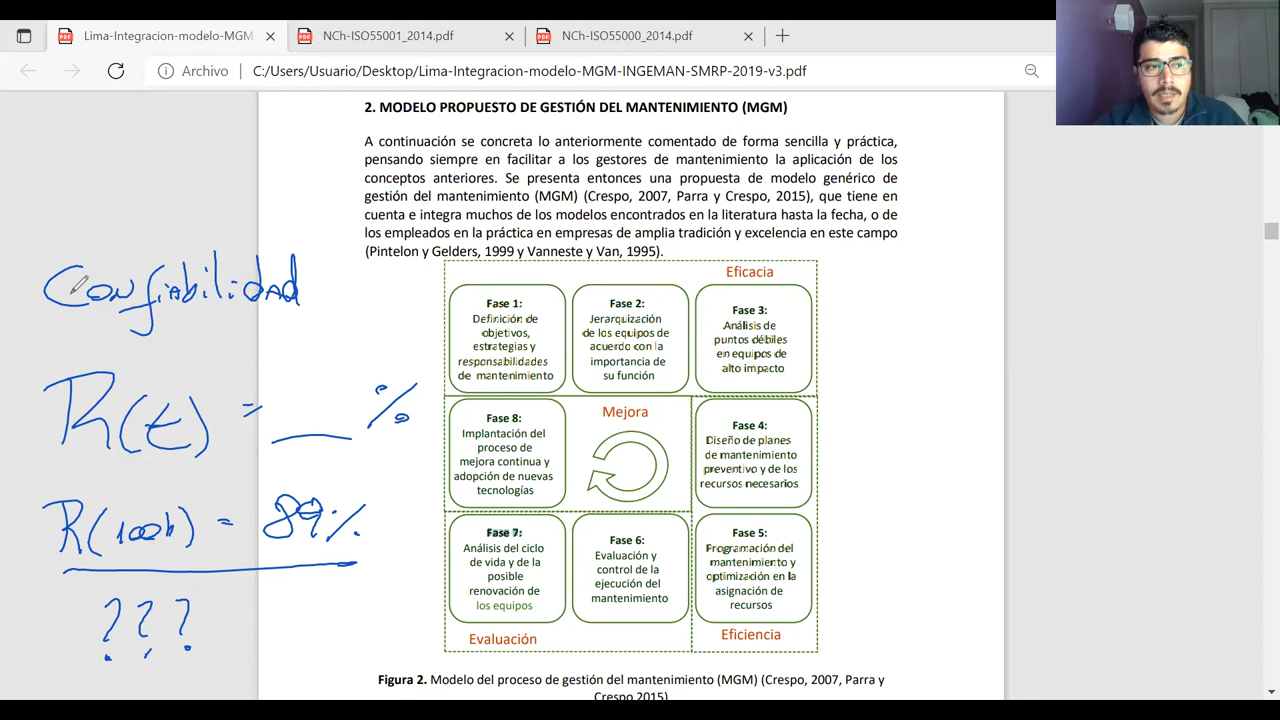 Lima-Integracion-modelo-MGM
NCh-ISO55001_2014.pdf
NCh-ISO55000_2014.pdf
Archivo
C:/Users/Usuario/Desktop/Lima-Integracion-modelo-MGM-INGEMAN-SMRP-2019-v3.pdf
2. MODELO PROPUESTO DE GESTIÓN DEL MANTENIMIENTO (MGM)
A continuación se concreta lo anteriormente comentado de forma sencilla y práctica,
pensando siempre en facilitar a los gestores de mantenimiento la aplicación de los
conceptos anteriores. Se presenta entonces una propuesta de modelo genérico de
gestión del mantenimiento (MGM) (Crespo, 2007, Parra y Crespo, 2015), que tiene en
cuenta e integra muchos de los modelos encontrados en la literatura hasta la fecha, o de
los empleados en la práctica en empresas de amplia tradición y excelencia en este campo
(Pintelon y Gelders, 1999 y Vanneste y Van, 1995).
Eficacia
Fase 1:
Definición de
objetivos,
estrategias y
responsabilidades
de mantenimiento
Fase 2:
Jerarquización
de los equipos de
acuerdo con la
importancia de
su función
Fase 3:
Análisis de
puntos débiles
en equipos de
alto impacto
Fase 8:
Implantación del
proceso de
mejora continua y
adopción de nuevas
tecnologías
Mejora
Fase 4:
Diseño de planes
de mantenimiento
preventivo y de los
recursos necesarios
Fase 7:
Análisis del ciclo
de vida y de la
posible
renovación de
los equipos
Fase 6:
Evaluación y
control de la
ejecución del
mantenimiento
Fase 5:
Programación del
mantenimiento y
optimización en la
asignación de
recursos
Evaluación
Eficiencia
Figura 2. Modelo del proceso de gestión del mantenimiento (MGM) (Crespo, 2007, Parra y
Crespo 2015)
Confiabilidad
R(t) = __ %
R(100h) = 89%
? ? ?